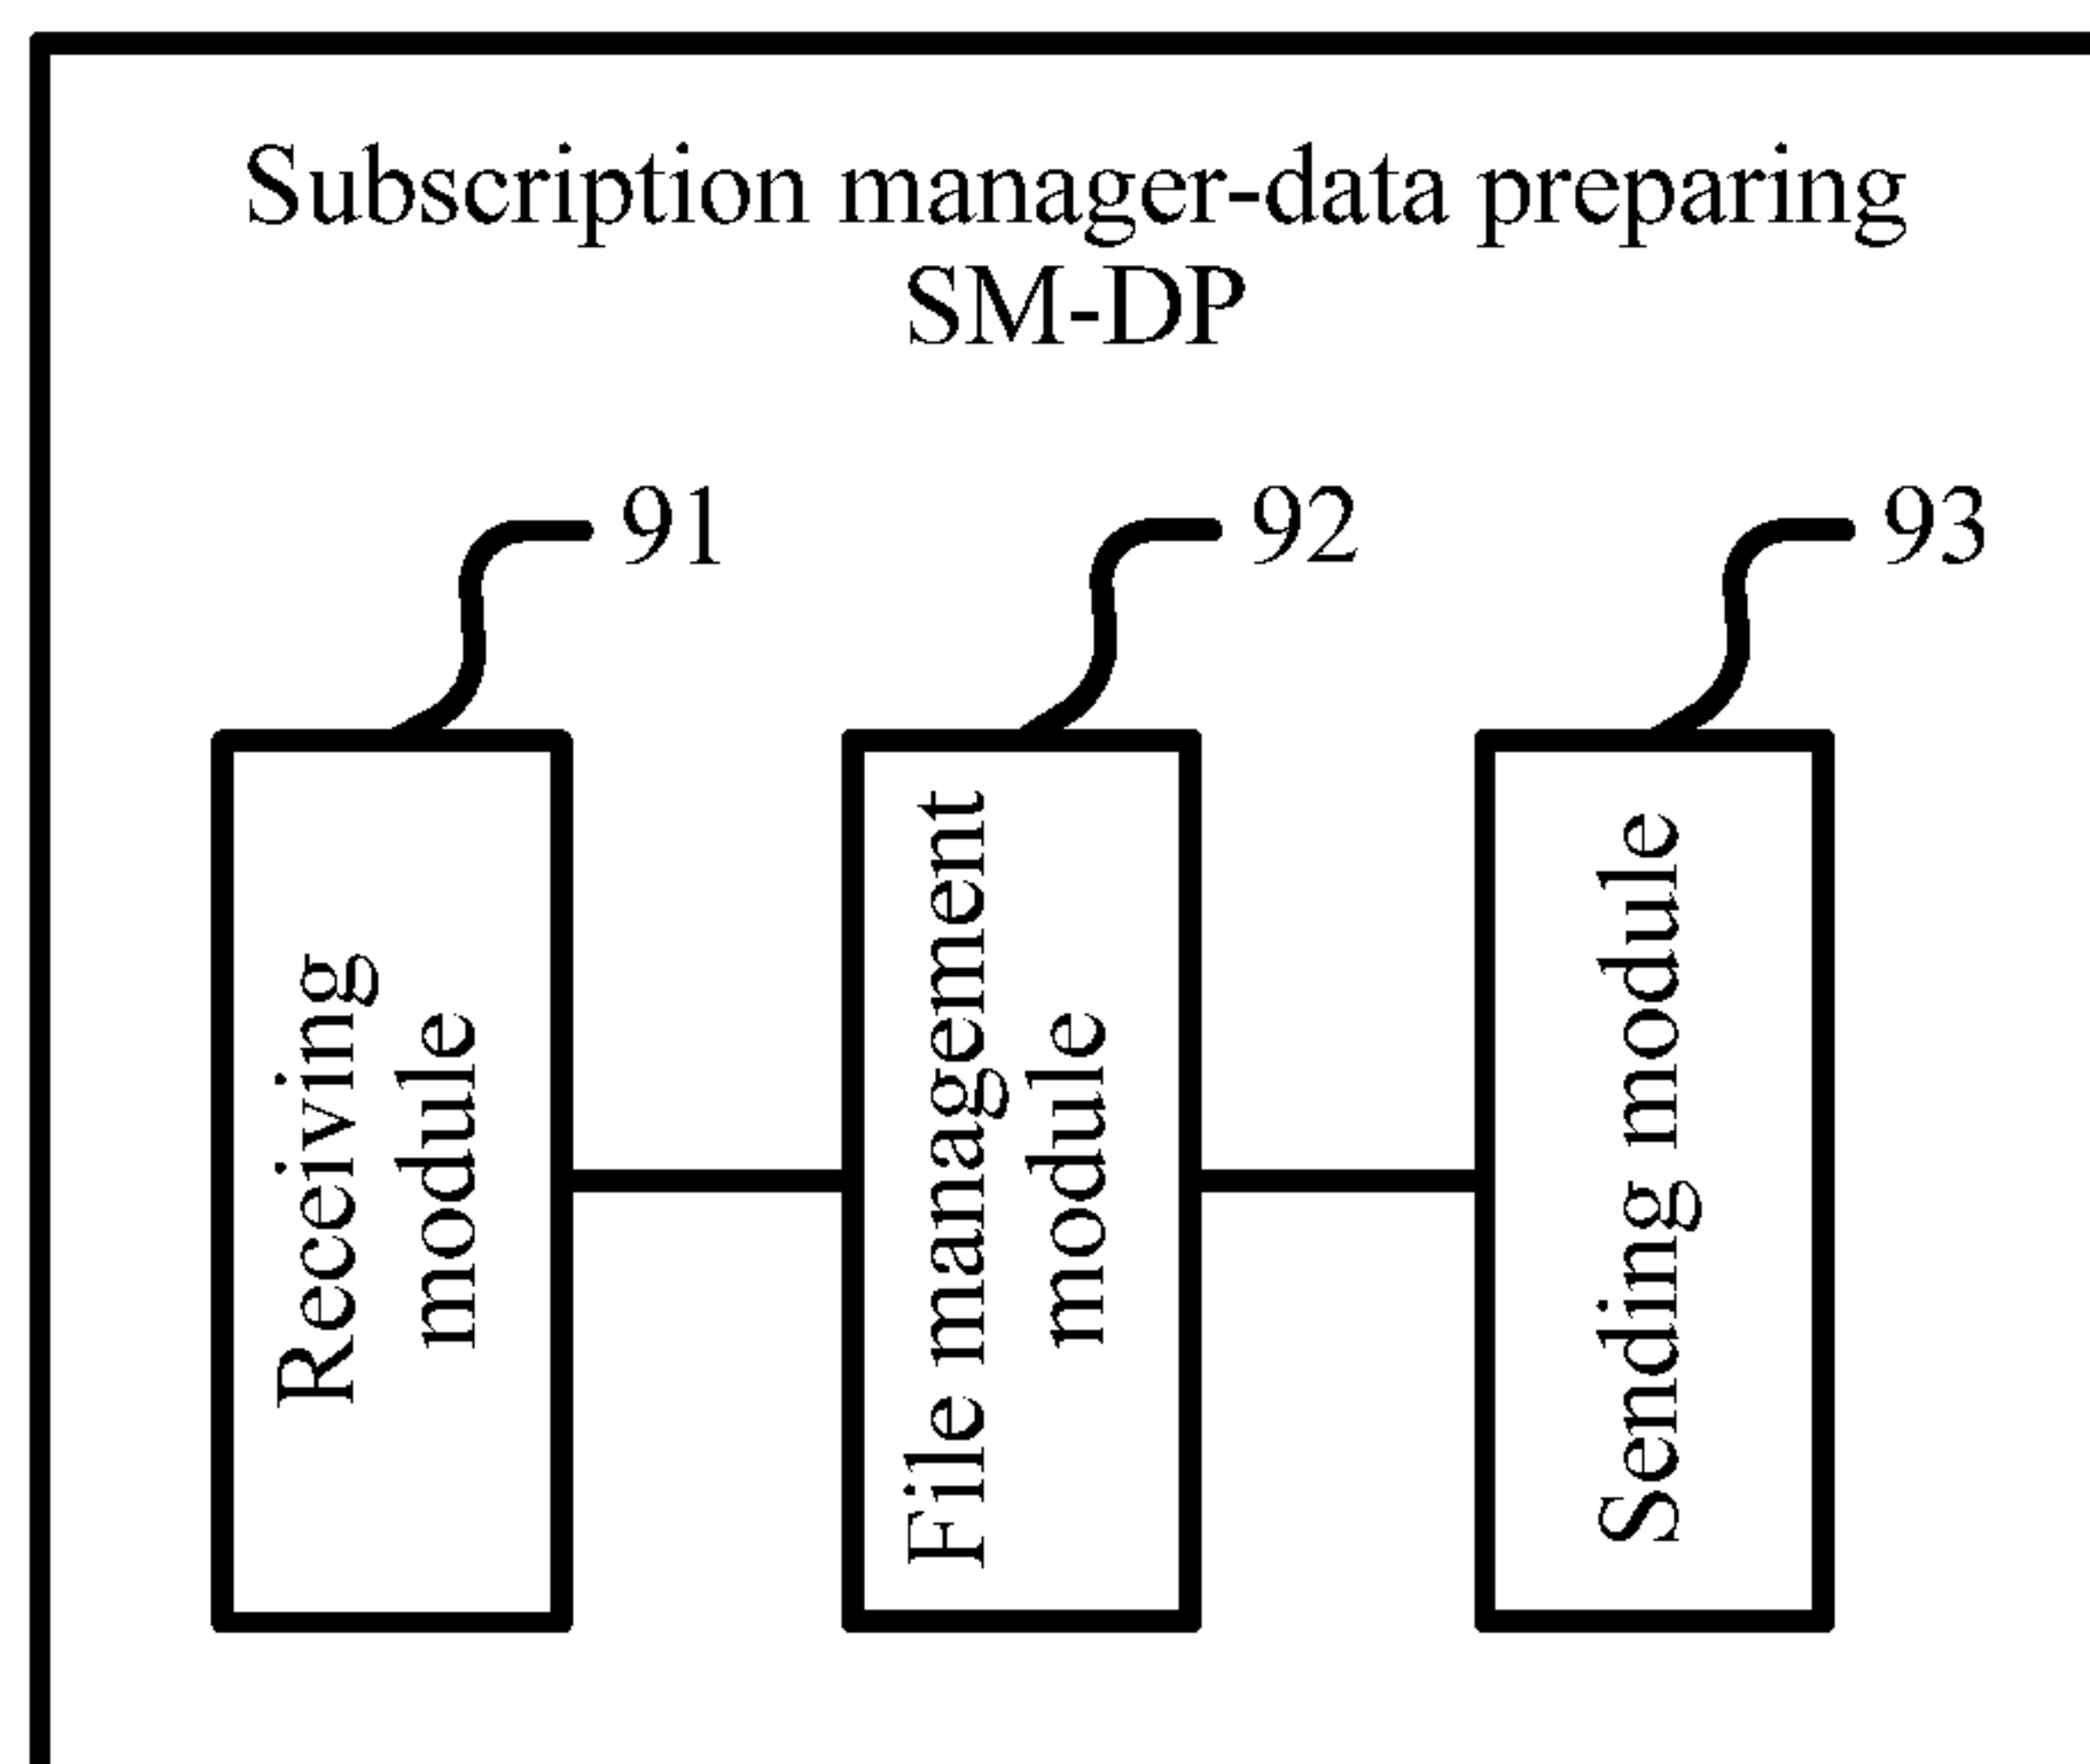 Subscription manager-data preparing
SM-DP
91
92
93
Receiving
module
File management
module
Sending module